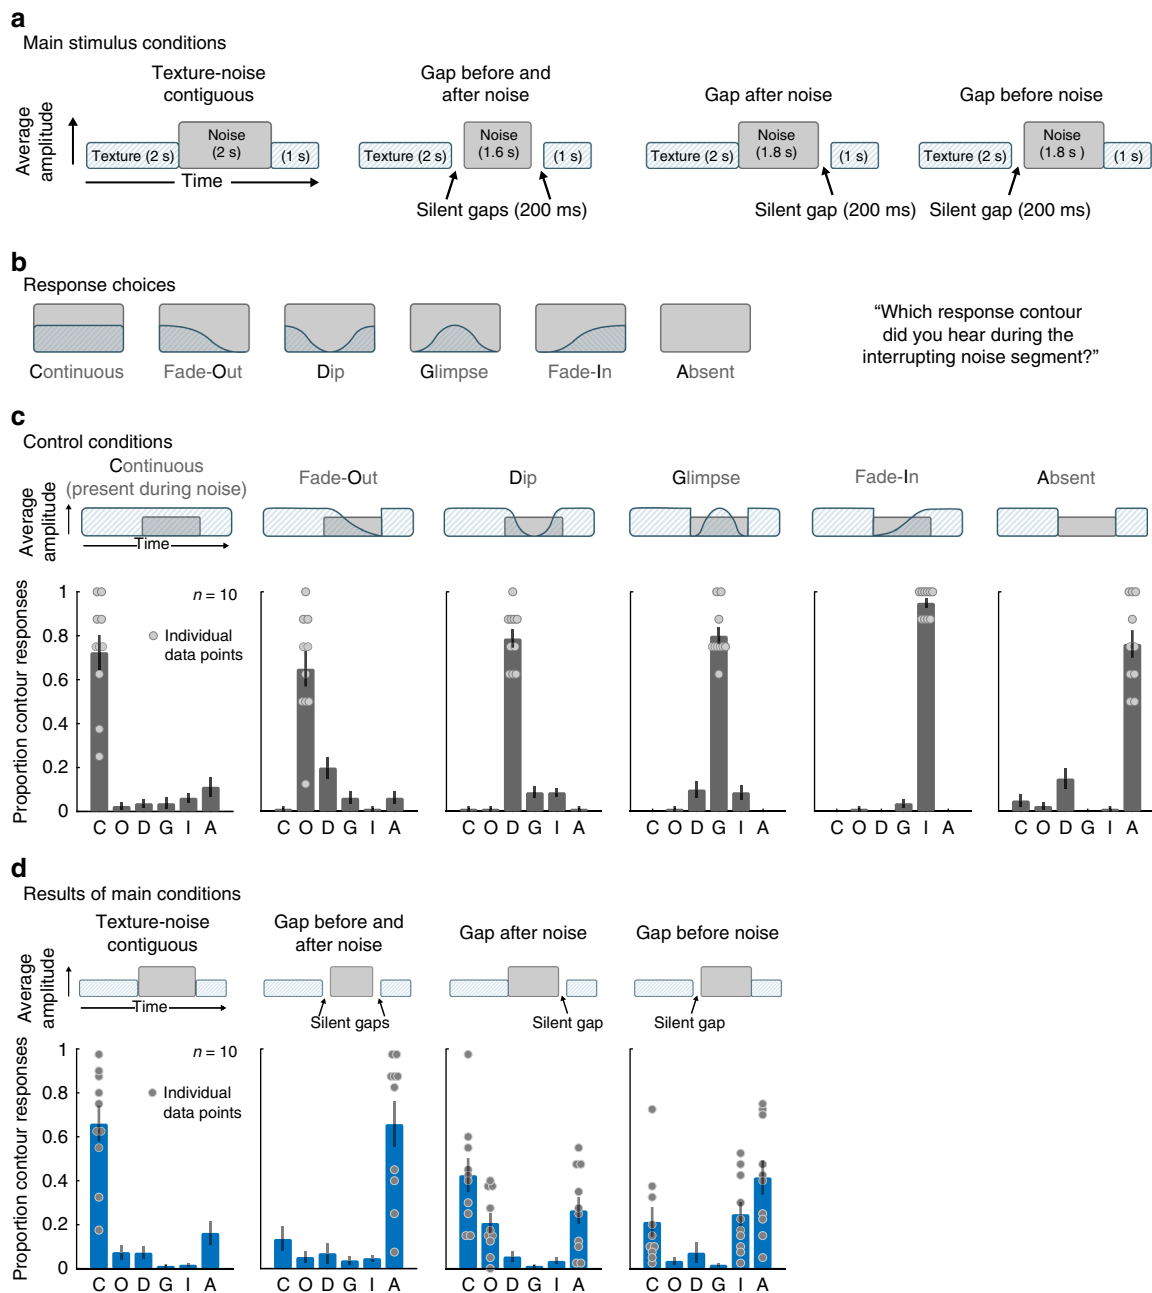 a
Main stimulus conditions
Texture-noise
contiguous
Gap before and
after noise
Gap after noise
Gap before noise
Average
amplitude
Texture (2 s)
Noise
(2 s)
(1 s)
Time
Texture (2 s)
Noise
(1.6 s)
(1 s)
Silent gaps (200 ms)
Texture (2 s)
Noise
(1.8 s)
(1 s)
Silent gap (200 ms)
Texture (2 s)
Noise
(1.8 s )
(1 s)
Silent gap (200 ms)
b
Response choices
Continuous
Fade-Out
Dip
Glimpse
Fade-In
Absent
“Which response contour
did you hear during the
interrupting noise segment?”
c
Control conditions
Continuous
(present during noise)
Fade-Out
Dip
Glimpse
Fade-In
Absent
Average
amplitude
Time
Proportion contour responses
1
0.8
0.6
0.4
0.2
0
n = 10
Individual
data points
C O D G I A
C O D G I A
C O D G I A
C O D G I A
C O D G I A
C O D G I A
d
Results of main conditions
Texture-noise
contiguous
Gap before and
after noise
Gap after noise
Gap before noise
Average
amplitude
Time
Silent gaps
Silent gap
Silent gap
Proportion contour responses
1
0.8
0.6
0.4
0.2
0
n = 10
Individual
data points
C O D G I A
C O D G I A
C O D G I A
C O D G I A